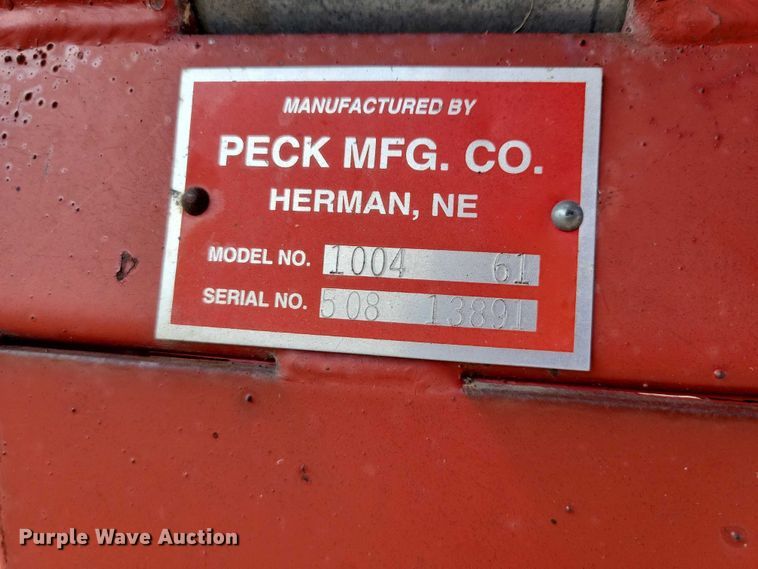 MANUFACTURED BY
PECK MFG. CO.
HERMAN, NE
MODEL NO. 1004 61
SERIAL NO. 508 13891
Purple Wave Auction